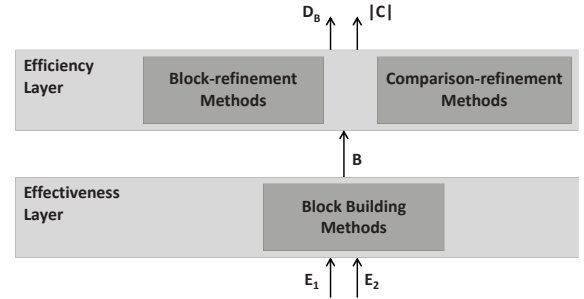 D_B |C|
Efficiency
Layer
Block-refinement
Methods
Comparison-refinement
Methods
B
Effectiveness
Layer
Block Building
Methods
E_1 E_2